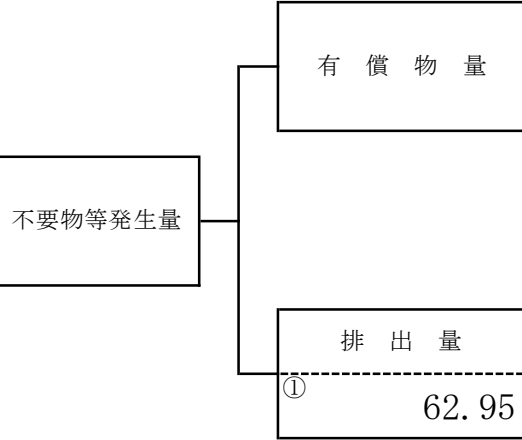 有償物量
不要物等発生量
排出量
①
62.95